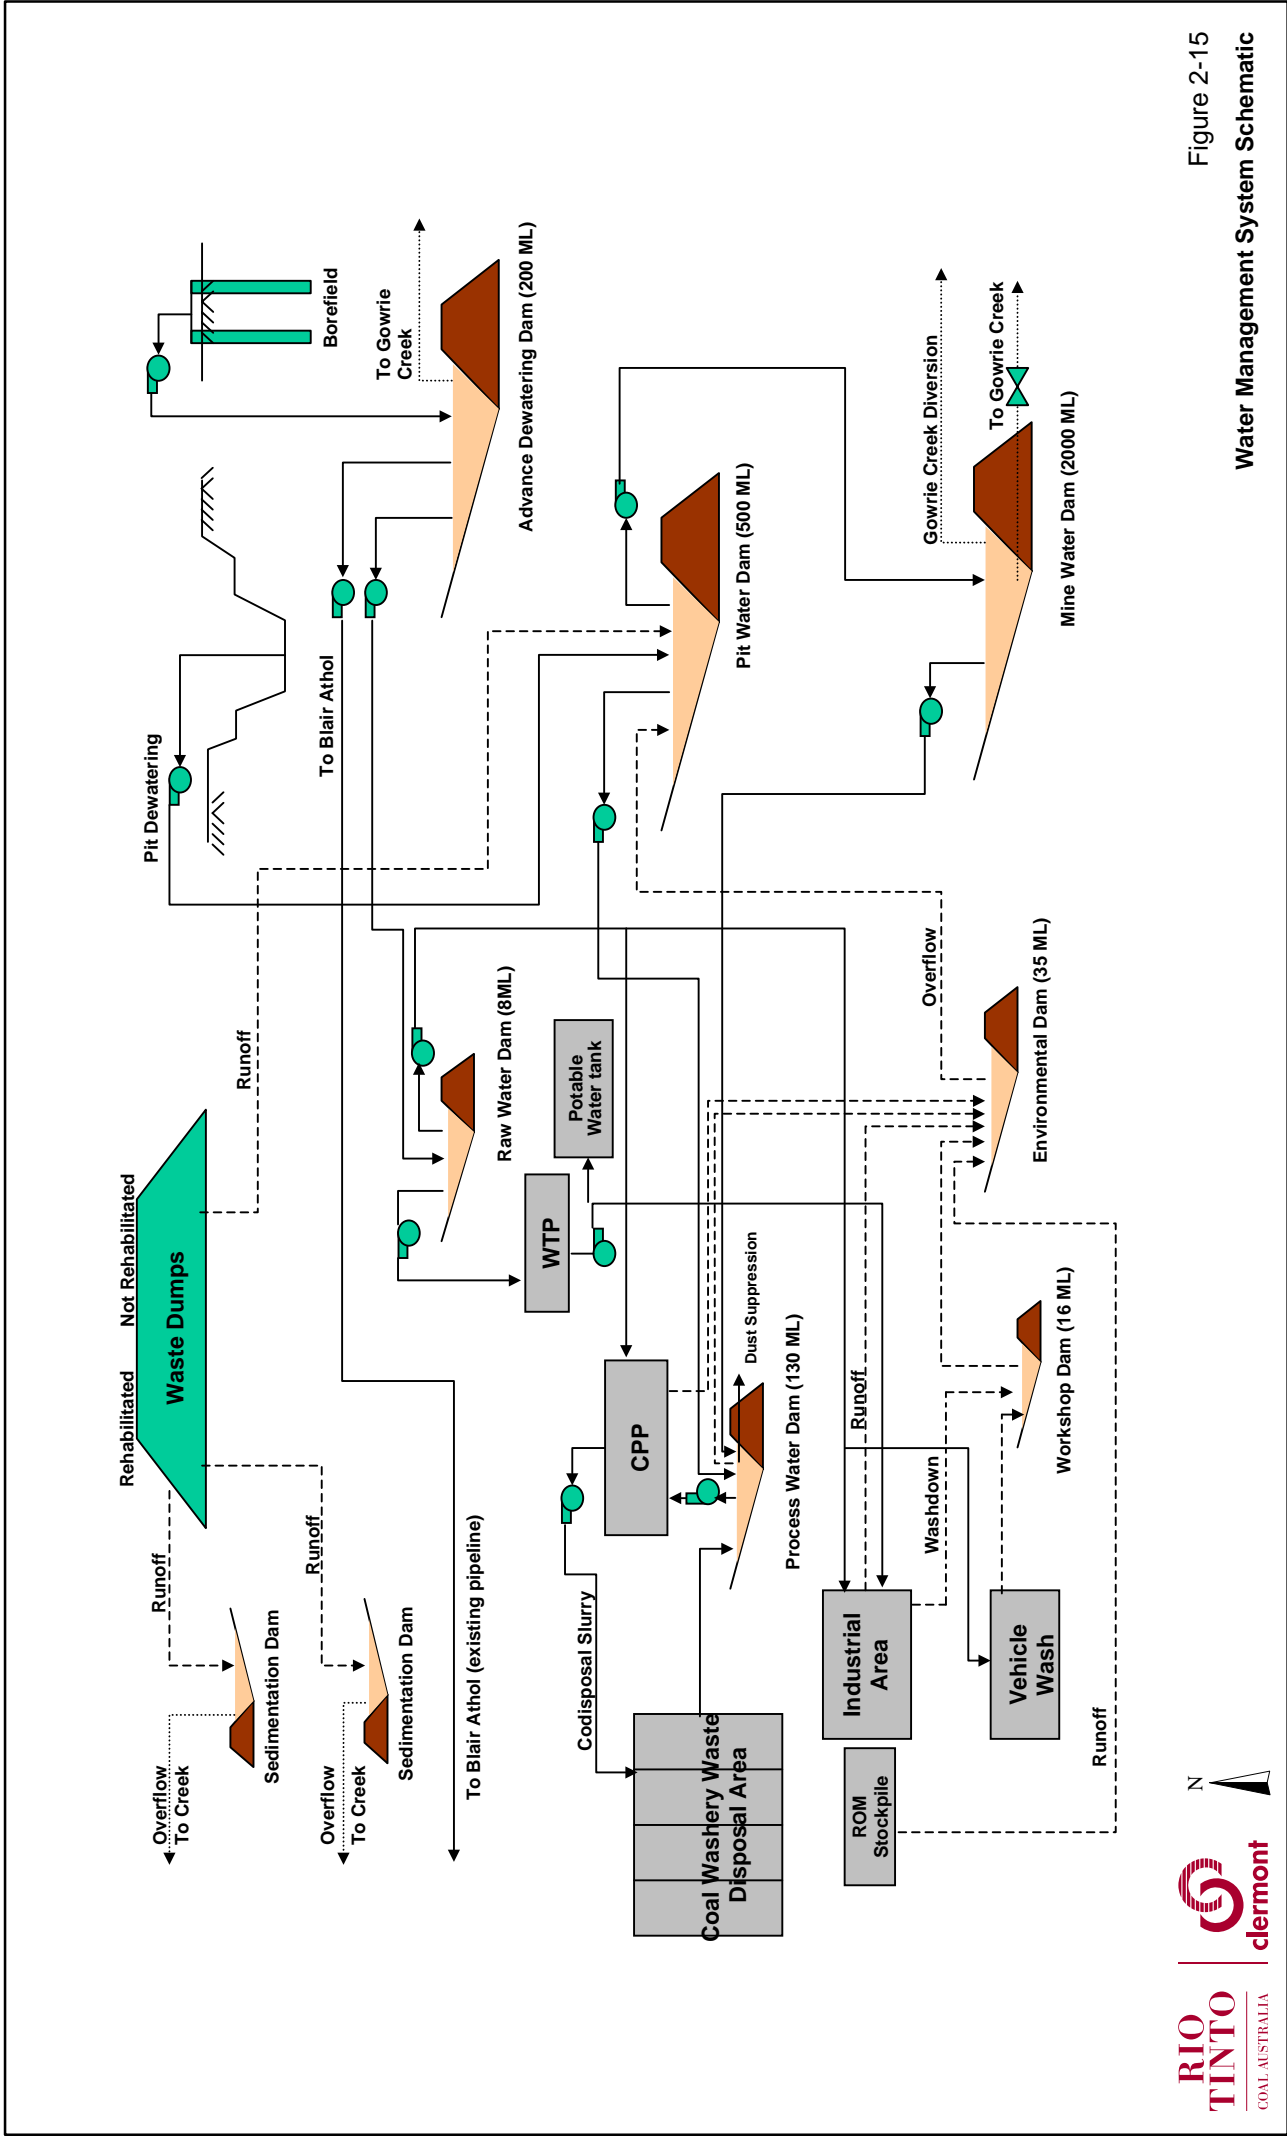 Rehabilitated
Not Rehabilitated
Waste Dumps
Runoff
Runoff
Runoff
Overflow
To Creek
Sedimentation Dam
Overflow
To Creek
Sedimentation Dam
To Blair Athol (existing pipeline)
Pit Dewatering
To Blair Athol
Borefield
To Gowrie
Creek
Advance Dewatering Dam (200 ML)
Raw Water Dam (8ML)
WTP
Potable
Water tank
Pit Water Dam (500 ML)
CPP
Codisposal Slurry
Coal Washery Waste
Disposal Area
Dust Suppression
Process Water Dam (130 ML)
Gowrie Creek Diversion
To Gowrie Creek
Mine Water Dam (2000 ML)
Overflow
Environmental Dam (35 ML)
Runoff
Washdown
Industrial
Area
ROM
Stockpile
Vehicle
Wash
Workshop Dam (16 ML)
Runoff
N
RIO
TINTO
COAL AUSTRALIA
clermont
Figure 2-15
Water Management System Schematic